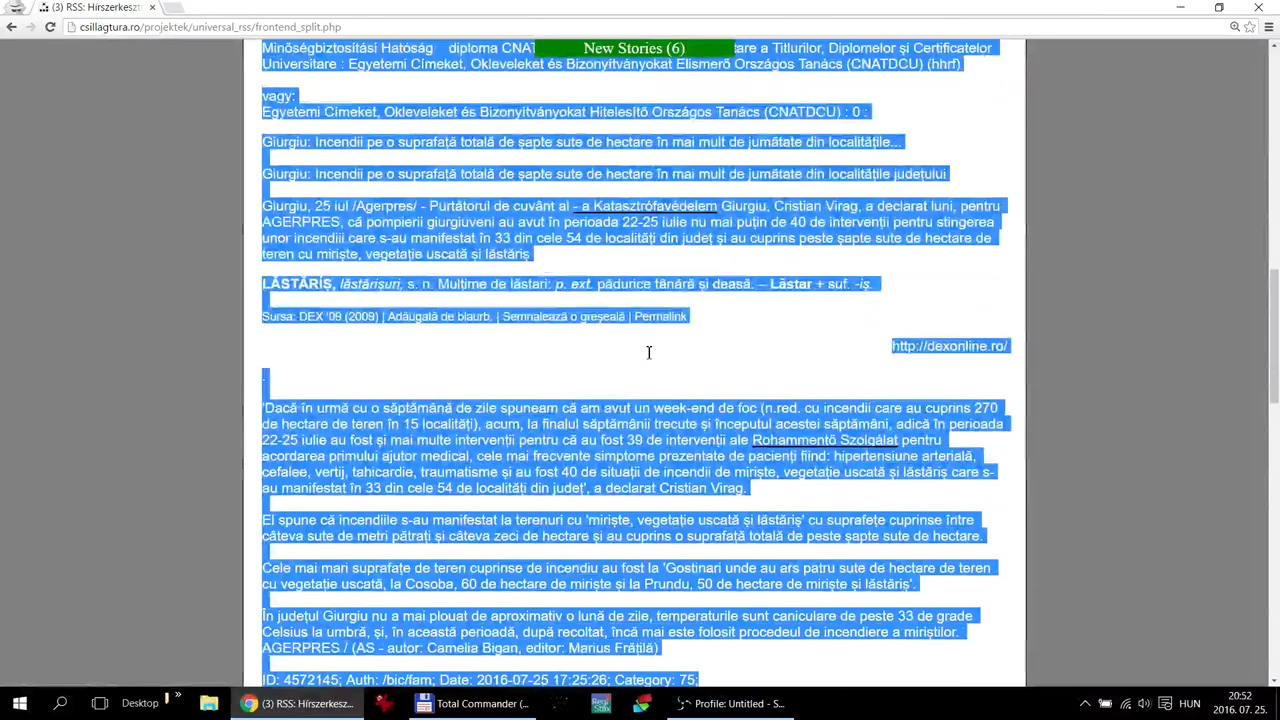 (3) RSS: Hírszerkeszt
csillagtura.ro/projektek/universal_rss/frontend_split.php
New Stories (6)
Minőségbiztosítási Hatóság diploma CNAT tare a Titlurilor, Diplomelor și Certificatelor
Universitare : Egyetemi Címeket, Okleveleket és Bizonyítványokat Elismerő Országos Tanács (CNATDCU) (hhrf)
vagy:
Egyetemi Címeket, Okleveleket és Bizonyítványokat Hitelesítő Országos Tanács (CNATDCU) : 0 :
Giurgiu: Incendii pe o suprafață totală de șapte sute de hectare în mai mult de jumătate din localitățile...
Giurgiu: Incendii pe o suprafață totală de șapte sute de hectare în mai mult de jumătate din localitățile județului
Giurgiu, 25 iul /Agerpres/ - Purtătorul de cuvânt al - a Katasztrófavédelem Giurgiu, Cristian Virag, a declarat luni, pentru
AGERPRES, că pompierii giurgiuveni au avut în perioada 22-25 iulie nu mai puțin de 40 de intervenții pentru stingerea
unor incendiii care s-au manifestat în 33 din cele 54 de localități din județ și au cuprins peste șapte sute de hectare de
teren cu miriște, vegetație uscată și lăstăriș
LĂSTĂRÍȘ, lăstărișuri, s. n. Mulțime de lăstari; p. ext. pădurice tânără și deasă. – Lăstar + suf. -iș.
Sursa: DEX '09 (2009) | Adăugată de blaurb. | Semnalează o greșeală | Permalink
http://dexonline.ro/
.
'Dacă în urmă cu o săptămână de zile spuneam că am avut un week-end de foc (n.red. cu incendii care au cuprins 270
de hectare de teren în 15 localități), acum, la finalul săptămânii trecute și începutul acestei săptămâni, adică în perioada
22-25 iulie au fost și mai multe intervenții pentru că au fost 39 de intervenții ale Rohammentő Szolgálat pentru
acordarea primului ajutor medical, cele mai frecvente simptome prezentate de pacienți fiind: hipertensiune arterială,
cefalee, vertij, tahicardie, traumatisme și au fost 40 de situații de incendii de miriște, vegetație uscată și lăstăriș care s-
au manifestat în 33 din cele 54 de localități din județ', a declarat Cristian Virag.
El spune că incendiile s-au manifestat la terenuri cu 'miriște, vegetație uscată și lăstăriș' cu suprafețe cuprinse între
câteva sute de metri pătrați și câteva zeci de hectare și au cuprins o suprafață totală de peste șapte sute de hectare.
Cele mai mari suprafațe de teren cuprinse de incendiu au fost la 'Gostinari unde au ars patru sute de hectare de teren
cu vegetație uscată, la Cosoba, 60 de hectare de miriște și la Prundu, 50 de hectare de miriște și lăstăriș'.
În județul Giurgiu nu a mai plouat de aproximativ o lună de zile, temperaturile sunt caniculare de peste 33 de grade
Celsius la umbră, și, în această perioadă, după recoltat, încă mai este folosit procedeul de incendiere a miriștilor.
AGERPRES / (AS - autor: Camelia Bigan, editor: Marius Frățilă)
ID: 4572145; Auth: /bic/fam; Date: 2016-07-25 17:25:26; Category: 75;
Desktop
»
(3) RSS: Hírszerkesz...
Total Commander (...
Profile: Untitled - S...
HUN
20:52
2016. 07. 25.